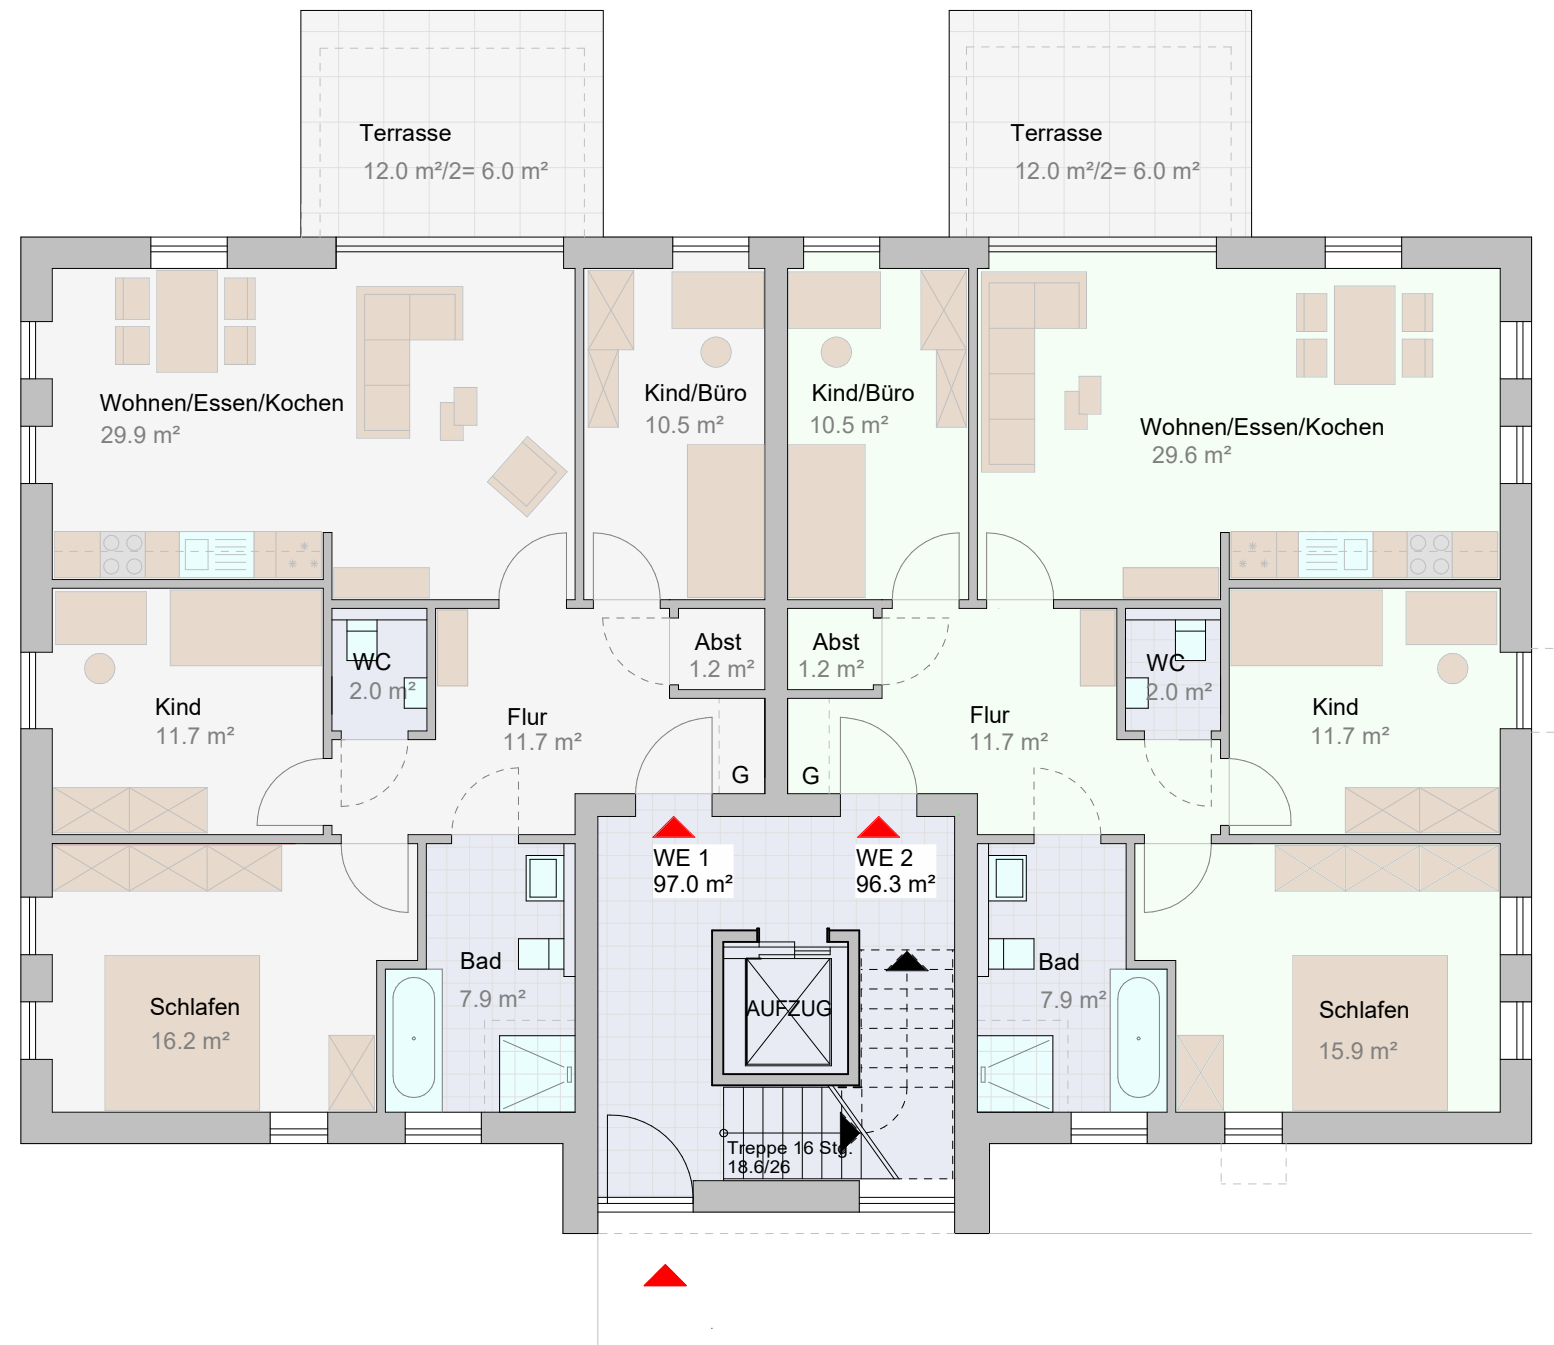 Terrasse
12.0 m²/2= 6.0 m²
Terrasse
12.0 m²/2= 6.0 m²
Wohnen/Essen/Kochen
29.9 m²
Kind/Büro
10.5 m²
Kind/Büro
10.5 m²
Wohnen/Essen/Kochen
29.6 m²
Kind
11.7 m²
WC
2.0 m²
Flur
11.7 m²
Abst
1.2 m²
Abst
1.2 m²
G
G
Flur
11.7 m²
WC
2.0 m²
Kind
11.7 m²
WE 1
97.0 m²
WE 2
96.3 m²
Schlafen
16.2 m²
Bad
7.9 m²
AUFZUG
Bad
7.9 m²
Schlafen
15.9 m²
Treppe 16 Stg.
18.6/26